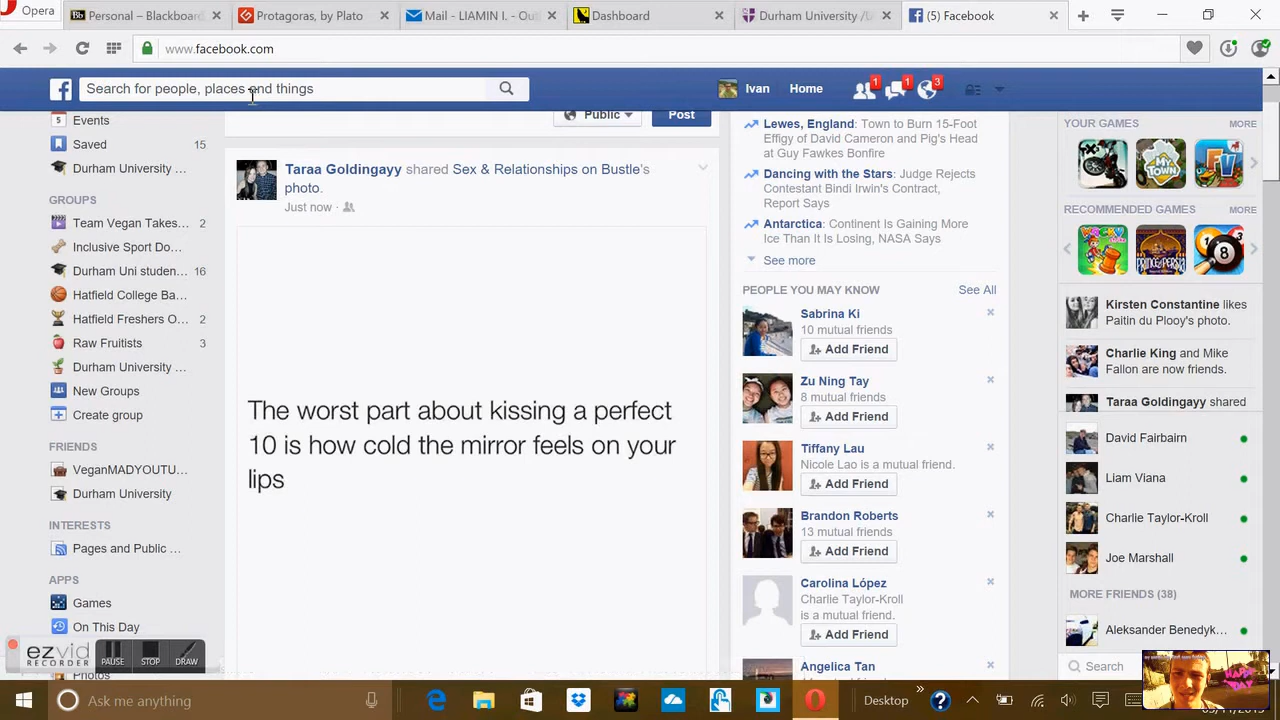 Opera
Personal – Blackboard
Protagoras, by Plato
Mail - LIAMIN I. - Out
Dashboard
Durham University /D
(5) Facebook
www.facebook.com
Search for people, places and things
Ivan
Home
1
1
3
Events
Saved 15
Durham University ...
GROUPS
Team Vegan Takes... 2
Inclusive Sport Do...
Durham Uni studen... 16
Hatfield College Ba...
Hatfield Freshers O... 2
Raw Fruitists 3
Durham University ...
New Groups
Create group
FRIENDS
VeganMADYOUTU...
Durham University
INTERESTS
Pages and Public ...
APPS
Games
On This Day
Photos
Public
Post
Taraa Goldingayy shared Sex & Relationships on Bustle's
photo.
Just now
The worst part about kissing a perfect
10 is how cold the mirror feels on your
lips
Lewes, England: Town to Burn 15-Foot
Effigy of David Cameron and Pig's Head
at Guy Fawkes Bonfire
Dancing with the Stars: Judge Rejects
Contestant Bindi Irwin's Contract,
Report Says
Antarctica: Continent Is Gaining More
Ice Than It Is Losing, NASA Says
See more
PEOPLE YOU MAY KNOW See All
Sabrina Ki
10 mutual friends
Add Friend
Zu Ning Tay
8 mutual friends
Add Friend
Tiffany Lau
Nicole Lao is a mutual friend.
Add Friend
Brandon Roberts
13 mutual friends
Add Friend
Carolina López
Charlie Taylor-Kroll
is a mutual friend.
Add Friend
Angelica Tan
YOUR GAMES MORE
MY TOWN
FV
RECOMMENDED GAMES MORE
8
Kirsten Constantine likes
Paitin du Plooy's photo.
Charlie King and Mike
Fallon are now friends.
Taraa Goldingayy shared
David Fairbairn
Liam Viana
Charlie Taylor-Kroll
Joe Marshall
MORE FRIENDS (38)
Aleksander Benedyk...
Search
ezvid
RECORDER
PAUSE
STOP
DRAW
Ask me anything
Desktop
HAPPY
DAY